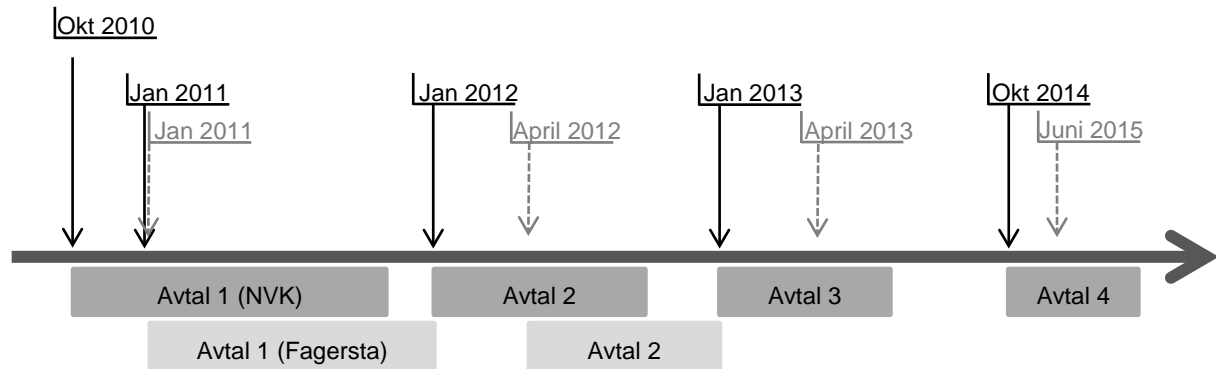 Okt 2010
Jan 2011
Jan 2012
Jan 2013
Okt 2014
Jan 2011
April 2012
April 2013
Juni 2015
Avtal 1 (NVK)
Avtal 2
Avtal 3
Avtal 4
Avtal 1 (Fagersta)
Avtal 2